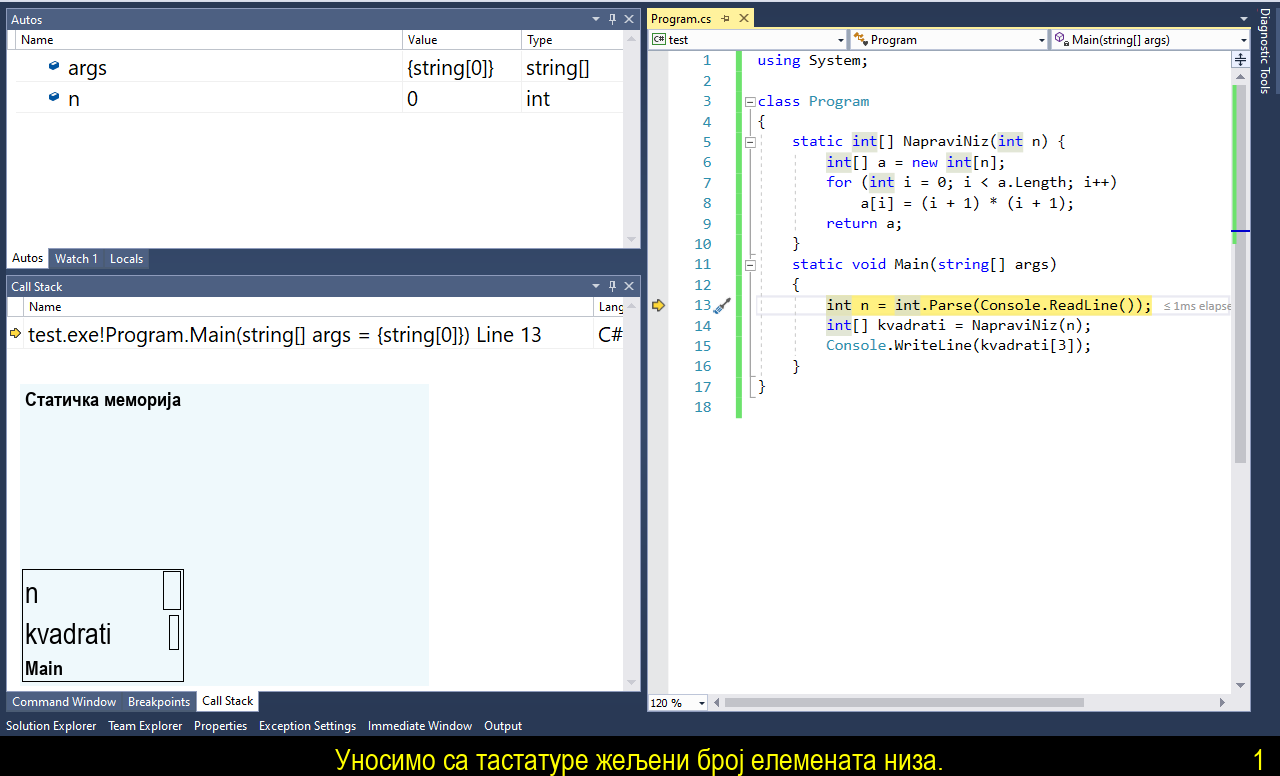 Autos
Name Value Type
args {string[0]} string[]
n 0 int
Autos Watch 1 Locals
Call Stack
Name Lang
test.exe!Program.Main(string[] args = {string[0]}) Line 13 C#
Статичка меморија
n
kvadrati
Main
Command Window Breakpoints Call Stack
Solution Explorer Team Explorer Properties Exception Settings Immediate Window Output
Program.cs
C# test Program Main(string[] args)
1 using System;
2
3 class Program
4 {
5 static int[] NapraviNiz(int n) {
6 int[] a = new int[n];
7 for (int i = 0; i < a.Length; i++)
8 a[i] = (i + 1) * (i + 1);
9 return a;
10 }
11 static void Main(string[] args)
12 {
13 int n = int.Parse(Console.ReadLine()); ≤ 1ms elapse
14 int[] kvadrati = NapraviNiz(n);
15 Console.WriteLine(kvadrati[3]);
16 }
17 }
18
120 %
Diagnostic Tools
Уносимо са тастатуре жељени број елемената низа. 1